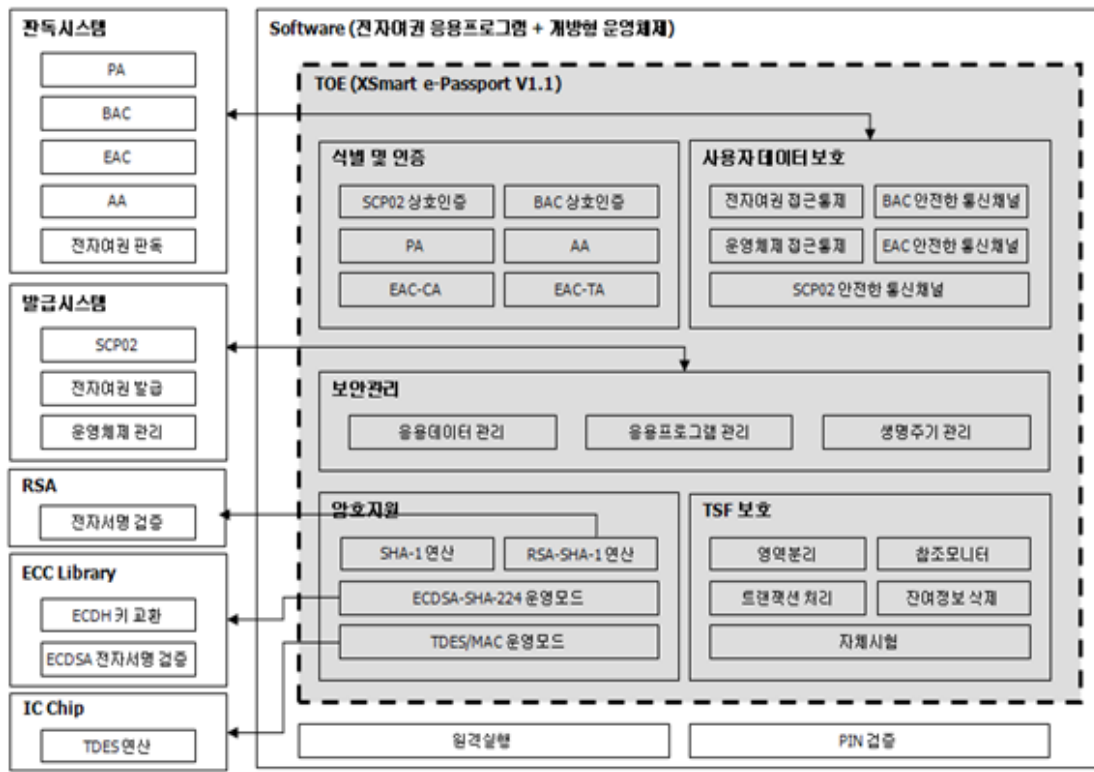 판독시스템
PA
BAC
EAC
AA
전자여권 판독
발급시스템
SCP02
전자여권 발급
운영체제 관리
RSA
전자서명 검증
ECC Library
ECDH 키 교환
ECDSA 전자서명 검증
IC Chip
TDES 연산
Software (전자여권 응용프로그램 + 개방형 운영체제)
TOE (XSmart e-Passport V1.1)
식별 및 인증
SCP02 상호인증
BAC 상호인증
PA
AA
EAC-CA
EAC-TA
사용자 데이터 보호
전자여권 접근통제
BAC 안전한 통신채널
운영체제 접근통제
EAC 안전한 통신채널
SCP02 안전한 통신채널
보안관리
응용데이터 관리
응용프로그램 관리
생명주기 관리
암호지원
SHA-1 연산
RSA-SHA-1 연산
ECDSA-SHA-224 운영모드
TDES/MAC 운영모드
TSF 보호
영역분리
참조모니터
트랜잭션 처리
잔여정보 삭제
자체시험
원격실행
PIN 검증